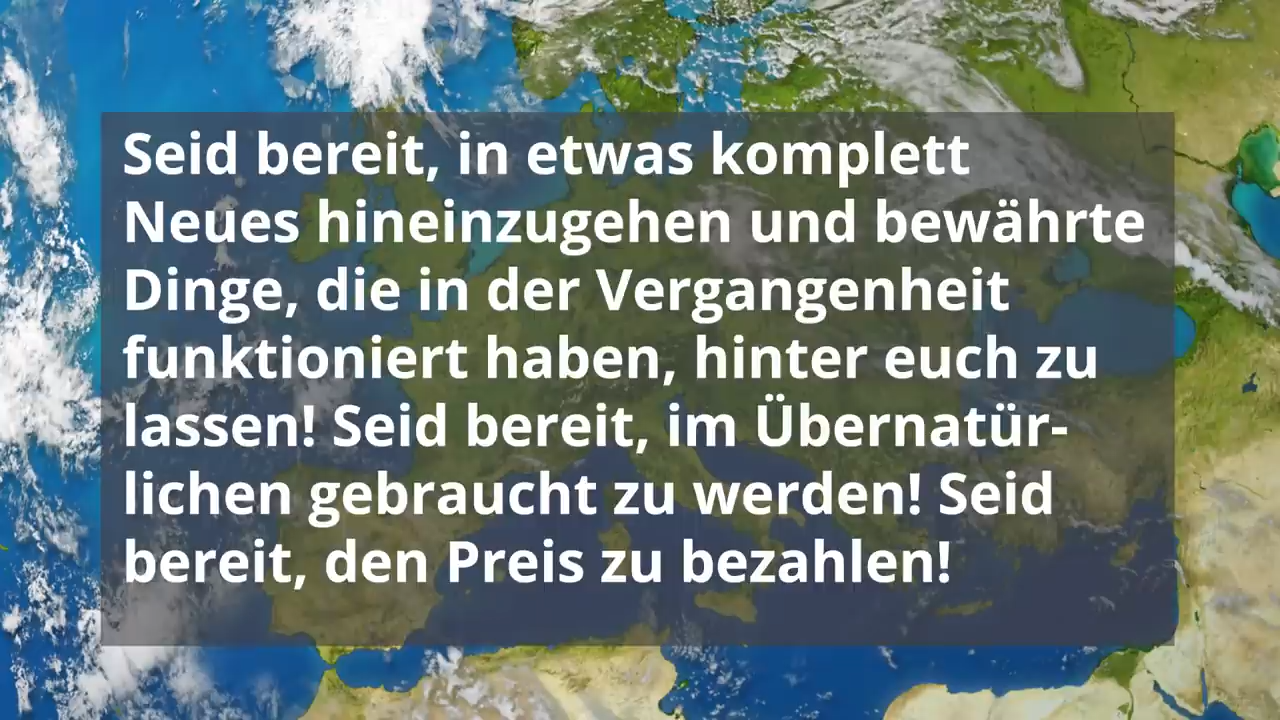 Seid bereit, in etwas komplett
Neues hineinzugehen und bewährte
Dinge, die in der Vergangenheit
funktioniert haben, hinter euch zu
lassen! Seid bereit, im Übernatür-
lichen gebraucht zu werden! Seid
bereit, den Preis zu bezahlen!